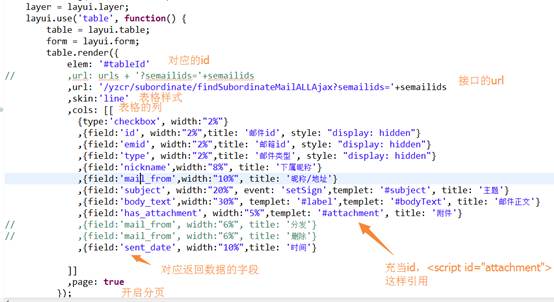 layer = layui.layer;
layui.use('table', function() {
table = layui.table;
form = layui.form;
table.render({
elem: '#tableId' 对应的id
// ,url: urls + '?semailids='+semailids 接口的url
,url: '/yzcr/subordinate/findSubordinateMailALLAjax?semailids='+semailids
,skin:'line' 表格样式
,cols: [[ 表格的列
{type:'checkbox', width:"2%"}
,{field:'id', width:"2%",title: '邮件id', style: "display: hidden"}
,{field:'emid', width:"2%",title: '邮箱id', style: "display: hidden"}
,{field:'type', width:"2%",title: '邮件类型', style: "display: hidden"}
,{field:'nickname',width:"8%", title: '下属昵称'}
,{field:'mail_from',width:"10%", title: '昵称/地址'}
,{field:'subject', width:"20%", event: 'setSign',templet: '#subject', title: '主题'}
,{field:'body_text',width:"30%", templet: '#label',templet: '#bodyText', title: '邮件正文'}
,{field:'has_attachment', width:"5%",templet: '#attachment', title: '附件'}
// ,{field:'mail_from', width:"6%", title: '分发'}
// ,{field:'mail_from', width:"6%", title: '删除'}
,{field:'sent_date', width:"10%",title: '时间'}
对应返回数据的字段
充当id，<script id="attachment">
这样引用
]]
,page: true
}); 开启分页